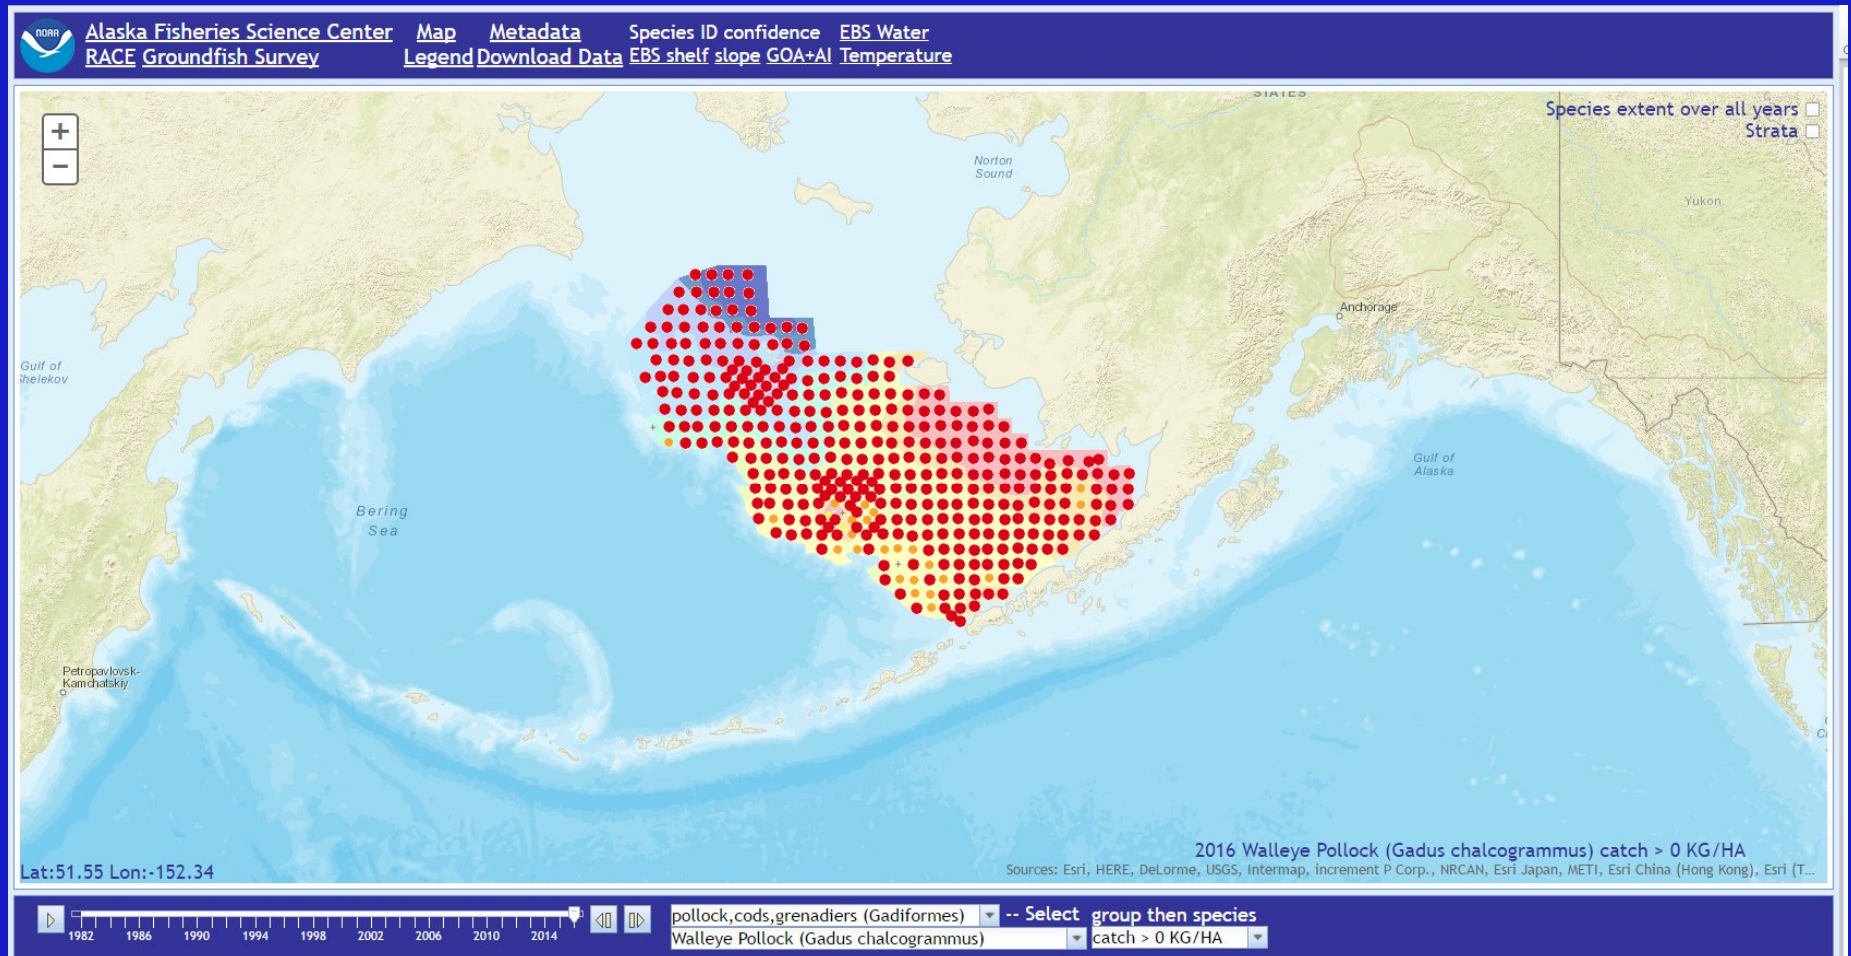 NOAA
Alaska Fisheries Science Center
RACE Groundfish Survey
Map
Legend
Metadata
Download Data
Species ID confidence
EBS shelf slope GOA+AI
EBS Water
Temperature
+
−
STATES
Species extent over all years
Strata
Norton
Sound
Yukon
Anchorage
Gulf of
Shelekov
Gulf of
Alaska
Bering
Sea
Petropavlovsk-
Kamchatskiy
2016 Walleye Pollock (Gadus chalcogrammus) catch > 0 KG/HA
Lat:51.55 Lon:-152.34
Sources: Esri, HERE, DeLorme, USGS, Intermap, increment P Corp., NRCAN, Esri Japan, METI, Esri China (Hong Kong), Esri (T...
1982 1986 1990 1994 1998 2002 2006 2010 2014
pollock,cods,grenadiers (Gadiformes) -- Select group then species
Walleye Pollock (Gadus chalcogrammus) catch > 0 KG/HA